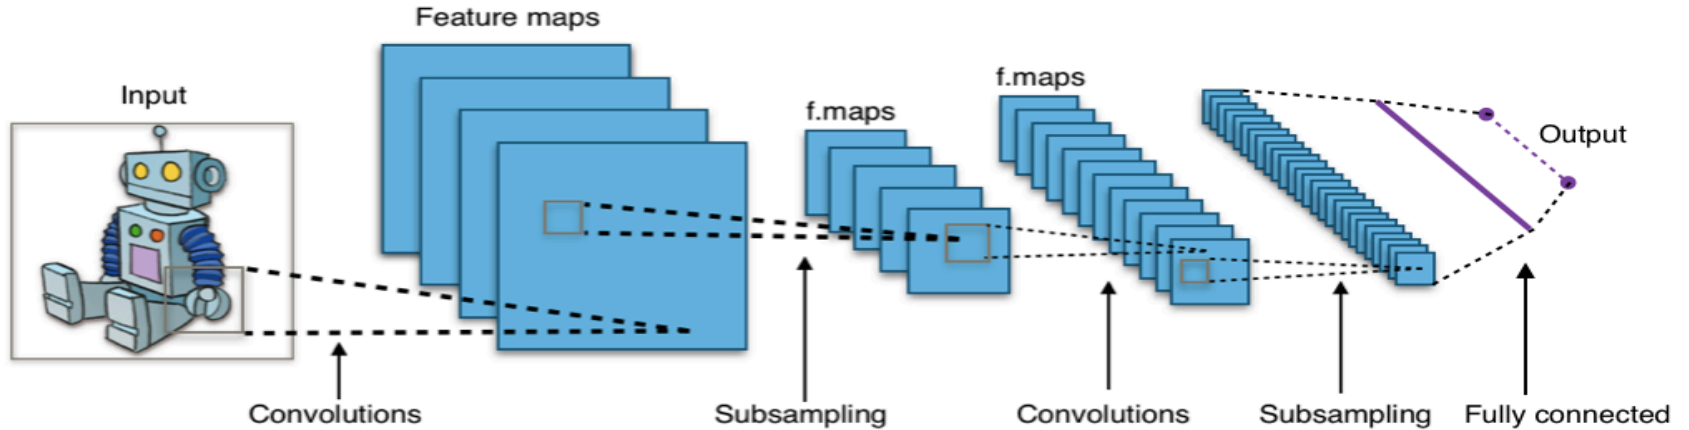 Feature maps
Input
f.maps
f.maps
Output
Convolutions
Subsampling
Convolutions
Subsampling
Fully connected